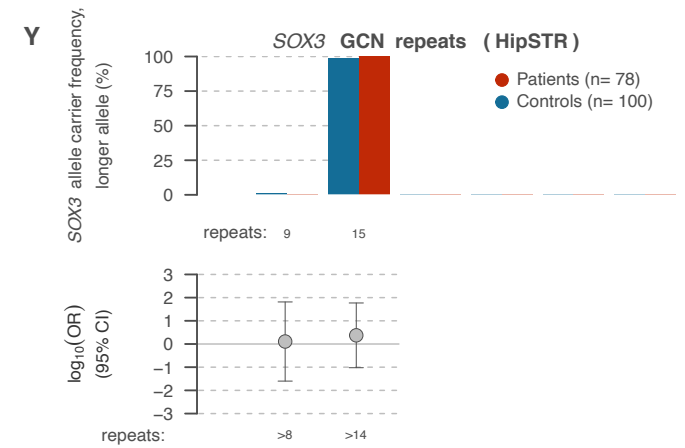 Y
SOX3 GCN repeats ( HipSTR )
SOX3 allele carrier frequency,
longer allele (%)
100
75
50
25
0
Patients (n= 78)
Controls (n= 100)
repeats: 9 15
log10(OR)
(95% CI)
3
2
1
0
−1
−2
−3
repeats: >8 >14